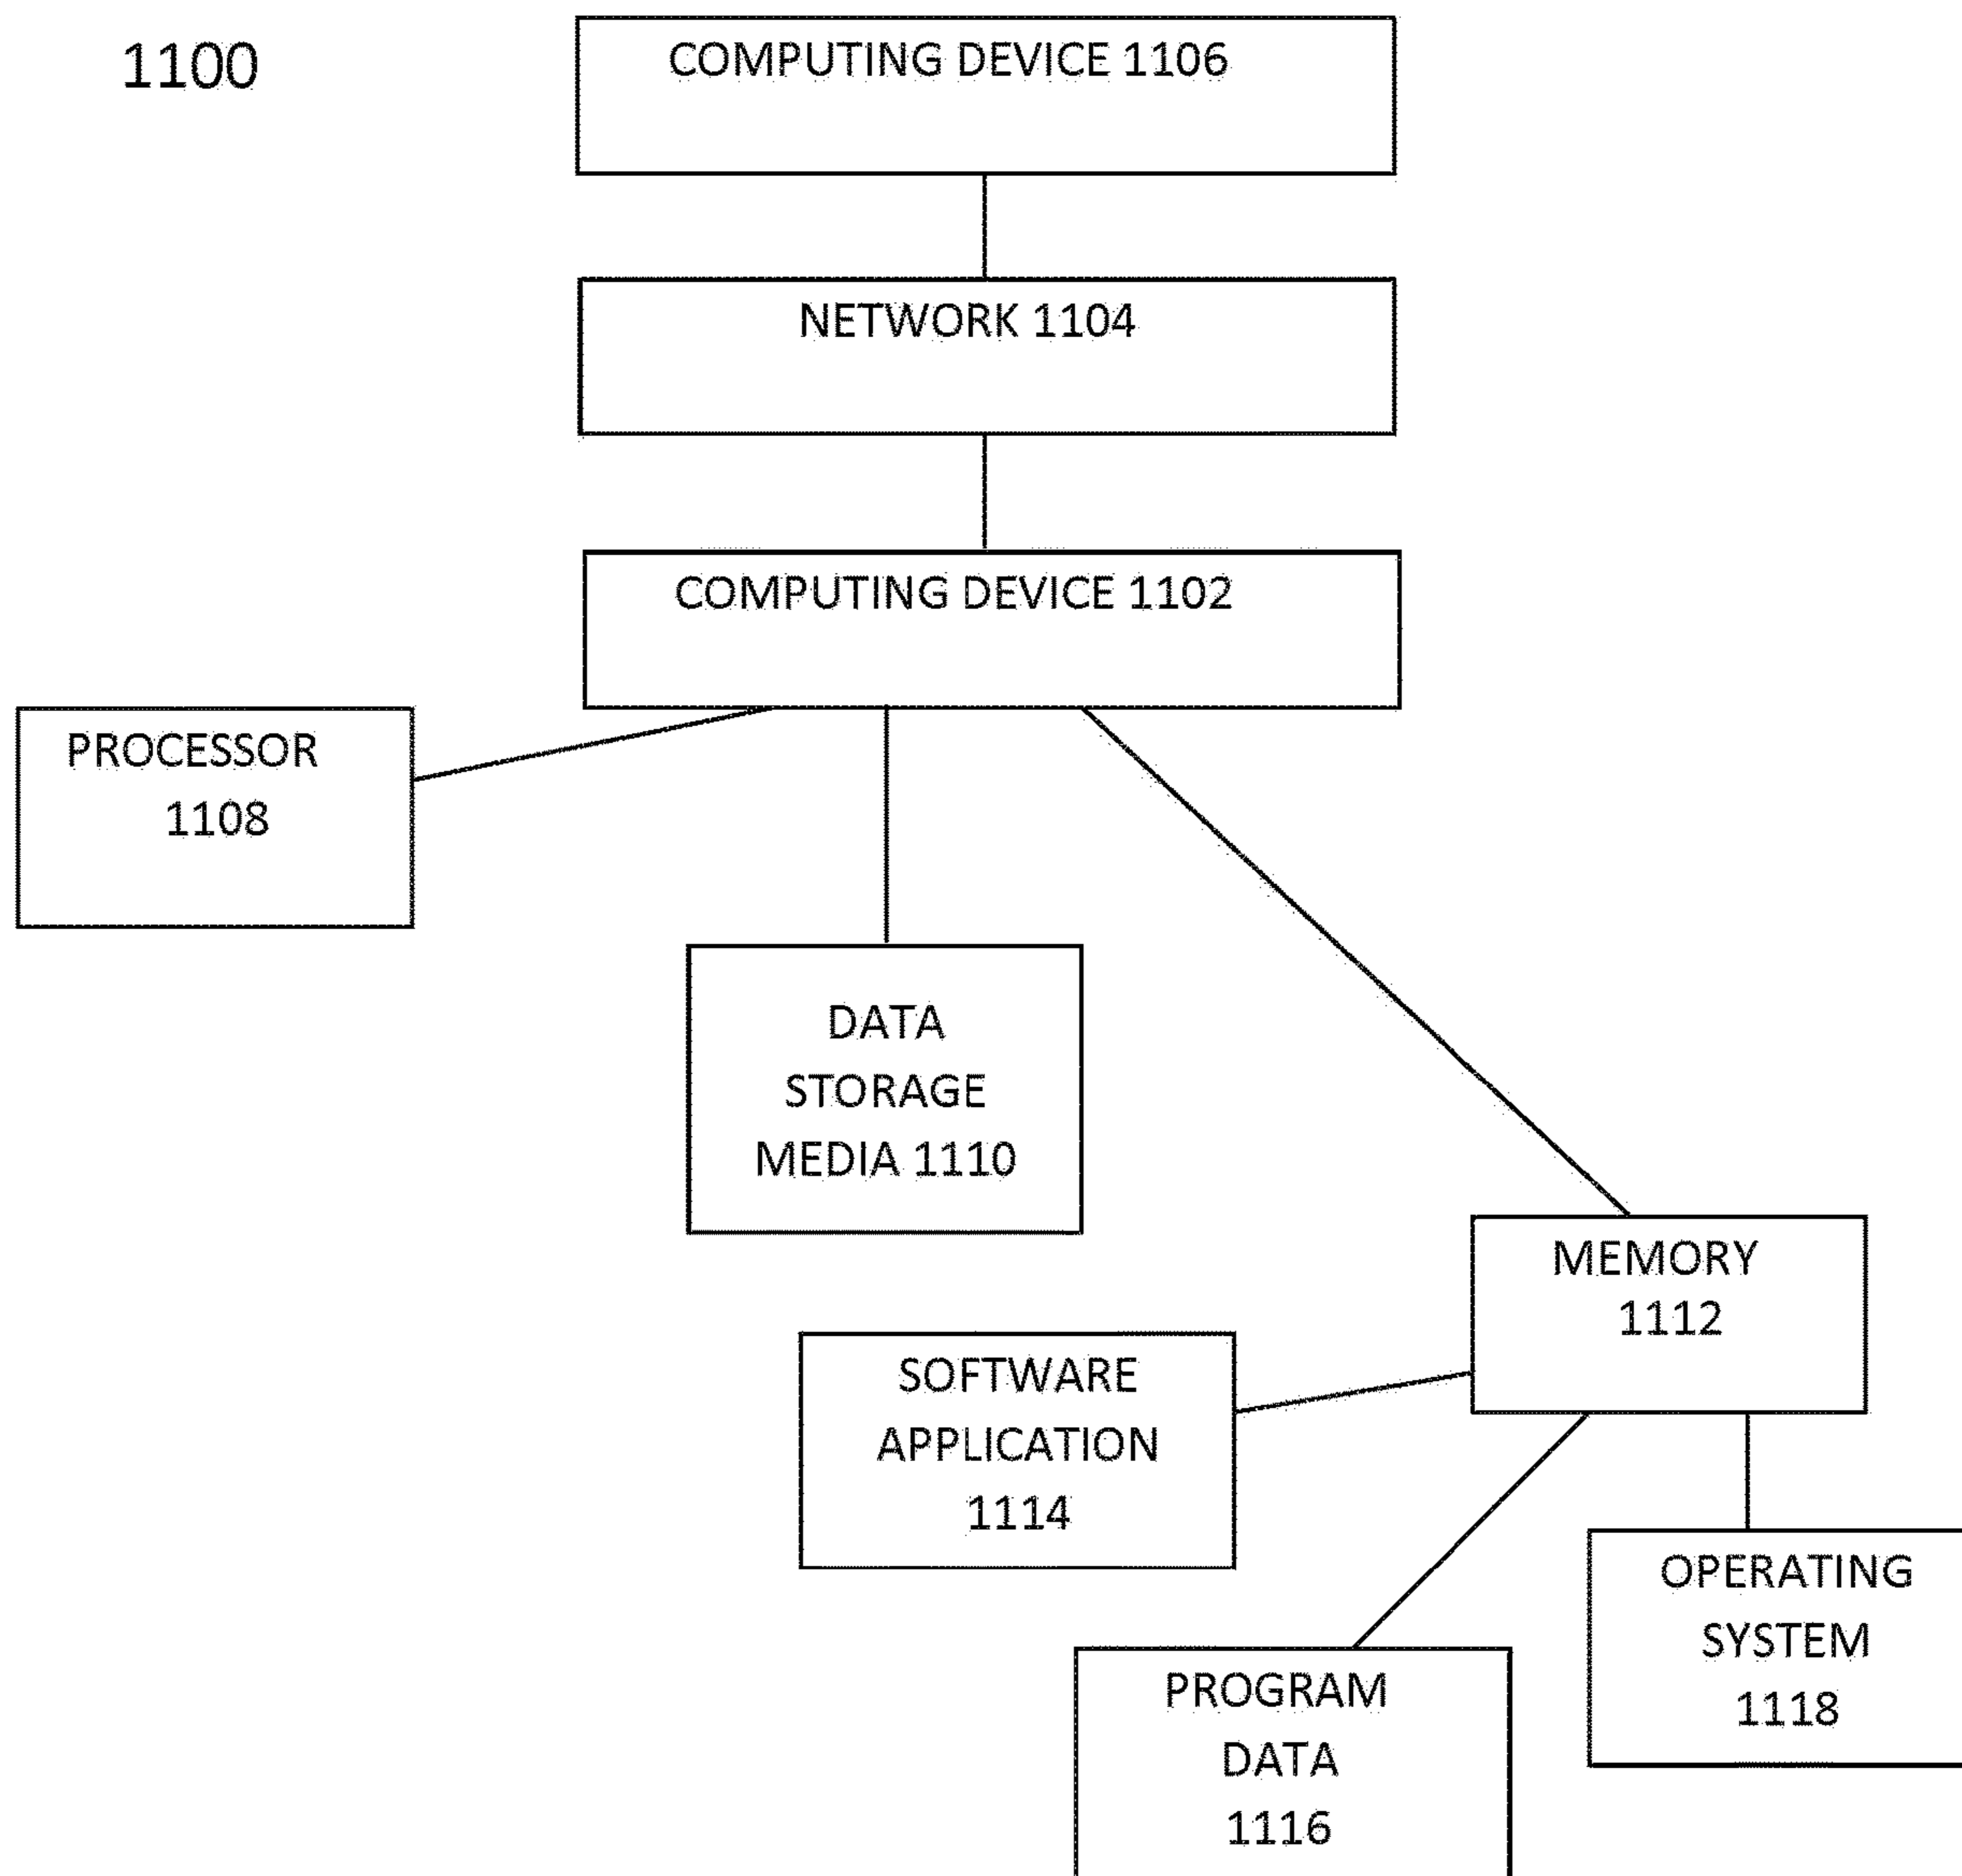 1100
COMPUTING DEVICE 1106
NETWORK 1104
COMPUTING DEVICE 1102
PROCESSOR
1108
DATA
STORAGE
MEDIA 1110
MEMORY
1112
SOFTWARE
APPLICATION
1114
OPERATING
SYSTEM
1118
PROGRAM
DATA
1116